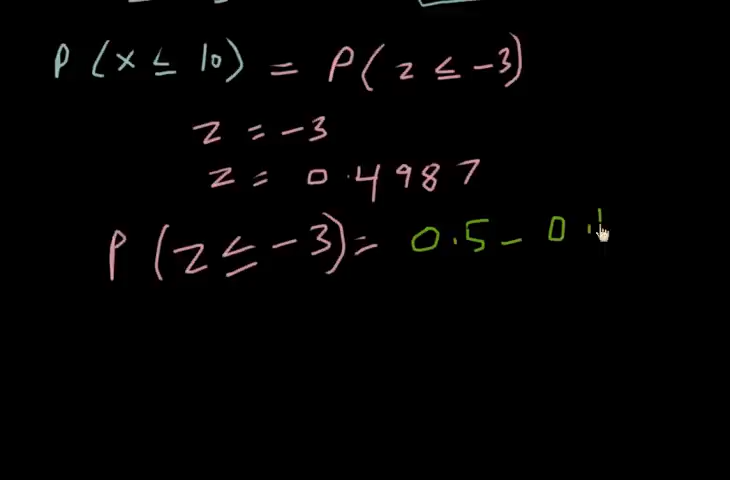 P (x ≤ 10) = P(z ≤ -3)
z = -3
z = 0.4987
P (z ≤ -3) = 0.5 - 0.